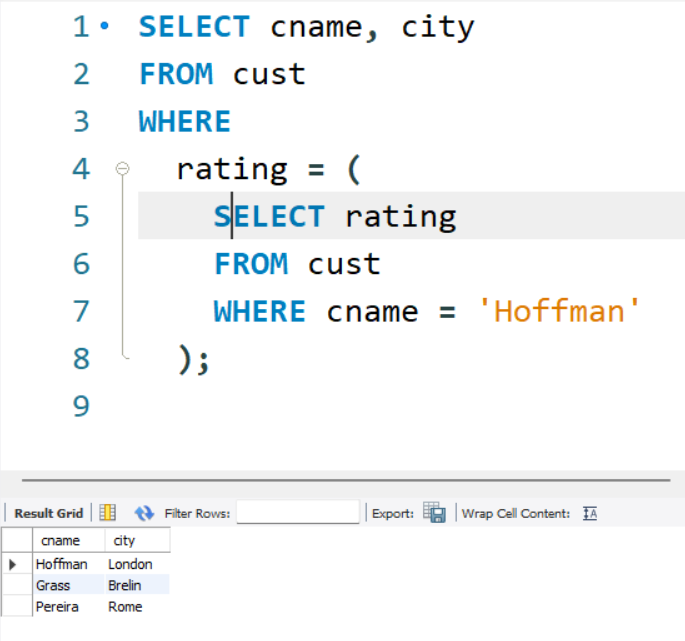 1 SELECT cname, city
2 FROM cust
3 WHERE
4 rating = (
5 SELECT rating
6 FROM cust
7 WHERE cname = 'Hoffman'
8 );
9
Result Grid Filter Rows: Export: Wrap Cell Content:
cname city
Hoffman London
Grass Brelin
Pereira Rome